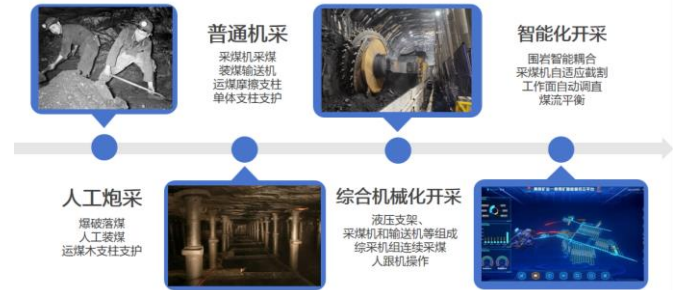 普通机采
采煤机采煤
装煤输送机
运煤摩擦支柱
单体支柱支护
智能化开采
围岩智能耦合
采煤机自适应截割
工作面自动调直
煤流平衡
人工炮采
爆破落煤
人工装煤
运煤木支柱支护
综合机械化开采
液压支架、
采煤机和输送机等组成
综采机组连续采煤
人跟机操作